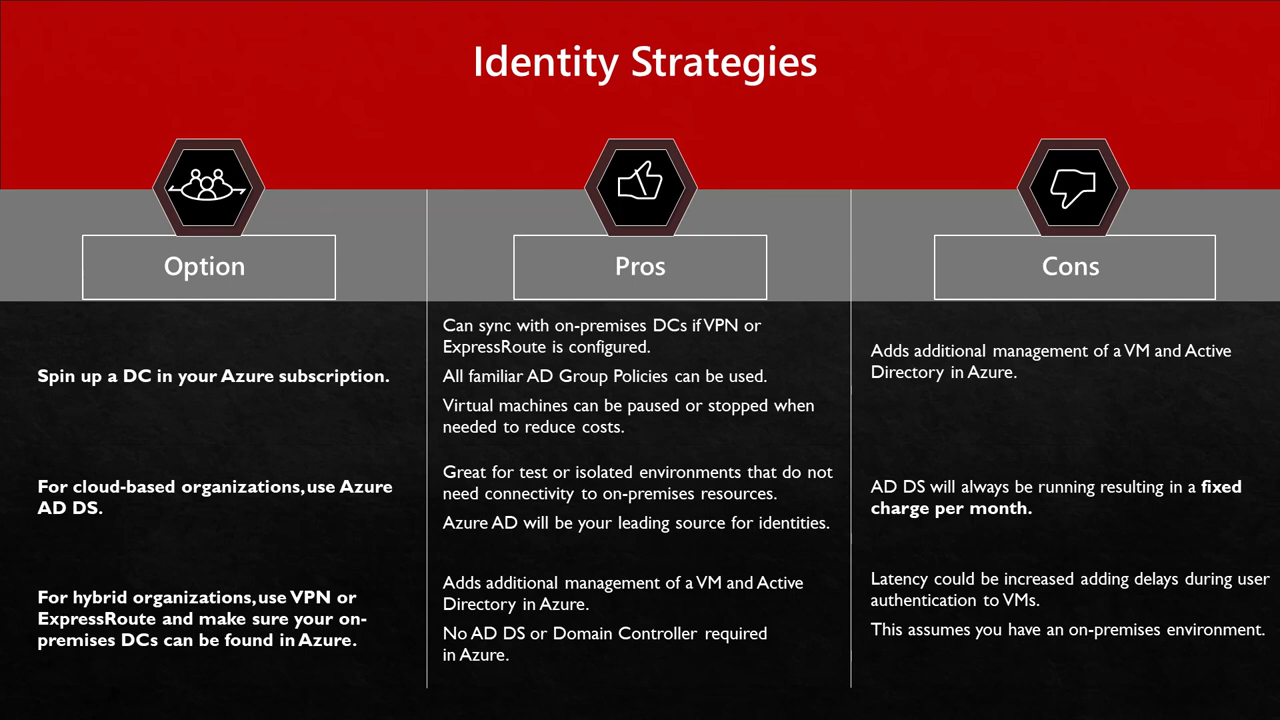 Identity Strategies
Option
Pros
Cons
Spin up a DC in your Azure subscription.
Can sync with on-premises DCs if VPN or
ExpressRoute is configured.
All familiar AD Group Policies can be used.
Virtual machines can be paused or stopped when
needed to reduce costs.
Adds additional management of a VM and Active
Directory in Azure.
For cloud-based organizations, use Azure
AD DS.
Great for test or isolated environments that do not
need connectivity to on-premises resources.
Azure AD will be your leading source for identities.
AD DS will always be running resulting in a fixed
charge per month.
For hybrid organizations, use VPN or
ExpressRoute and make sure your on-
premises DCs can be found in Azure.
Adds additional management of a VM and Active
Directory in Azure.
No AD DS or Domain Controller required
in Azure.
Latency could be increased adding delays during user
authentication to VMs.
This assumes you have an on-premises environment.